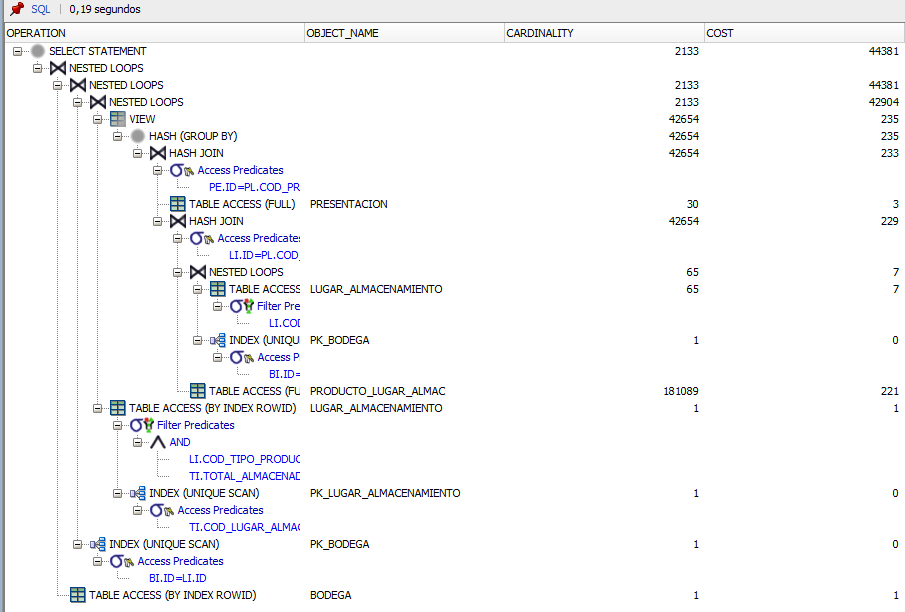 SQL | 0,19 segundos
OPERATION OBJECT_NAME CARDINALITY COST
SELECT STATEMENT 2133 44381
NESTED LOOPS
NESTED LOOPS 2133 44381
NESTED LOOPS 2133 42904
VIEW 42654 235
HASH (GROUP BY) 42654 235
HASH JOIN 42654 233
Access Predicates
PE.ID=PL.COD_PR
TABLE ACCESS (FULL) PRESENTACION 30 3
HASH JOIN 42654 229
Access Predicates
LI.ID=PL.COD_
NESTED LOOPS 65 7
TABLE ACCESS LUGAR_ALMACENAMIENTO 65 7
Filter Pre
LI.COD
INDEX (UNIQU PK_BODEGA 1 0
Access P
BI.ID=
TABLE ACCESS (FU PRODUCTO_LUGAR_ALMAC 181089 221
TABLE ACCESS (BY INDEX ROWID) LUGAR_ALMACENAMIENTO 1 1
Filter Predicates
AND
LI.COD_TIPO_PRODUC
TI.TOTAL_ALMACENAD
INDEX (UNIQUE SCAN) PK_LUGAR_ALMACENAMIENTO 1 0
Access Predicates
TI.COD_LUGAR_ALMAC
INDEX (UNIQUE SCAN) PK_BODEGA 1 0
Access Predicates
BI.ID=LI.ID
TABLE ACCESS (BY INDEX ROWID) BODEGA 1 1